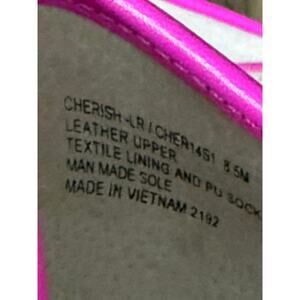 CHERISH-LR / CHER14S1 8.5M
LEATHER UPPER
TEXTILE LINING AND PU SOCK
MAN MADE SOLE
MADE IN VIETNAM 2192